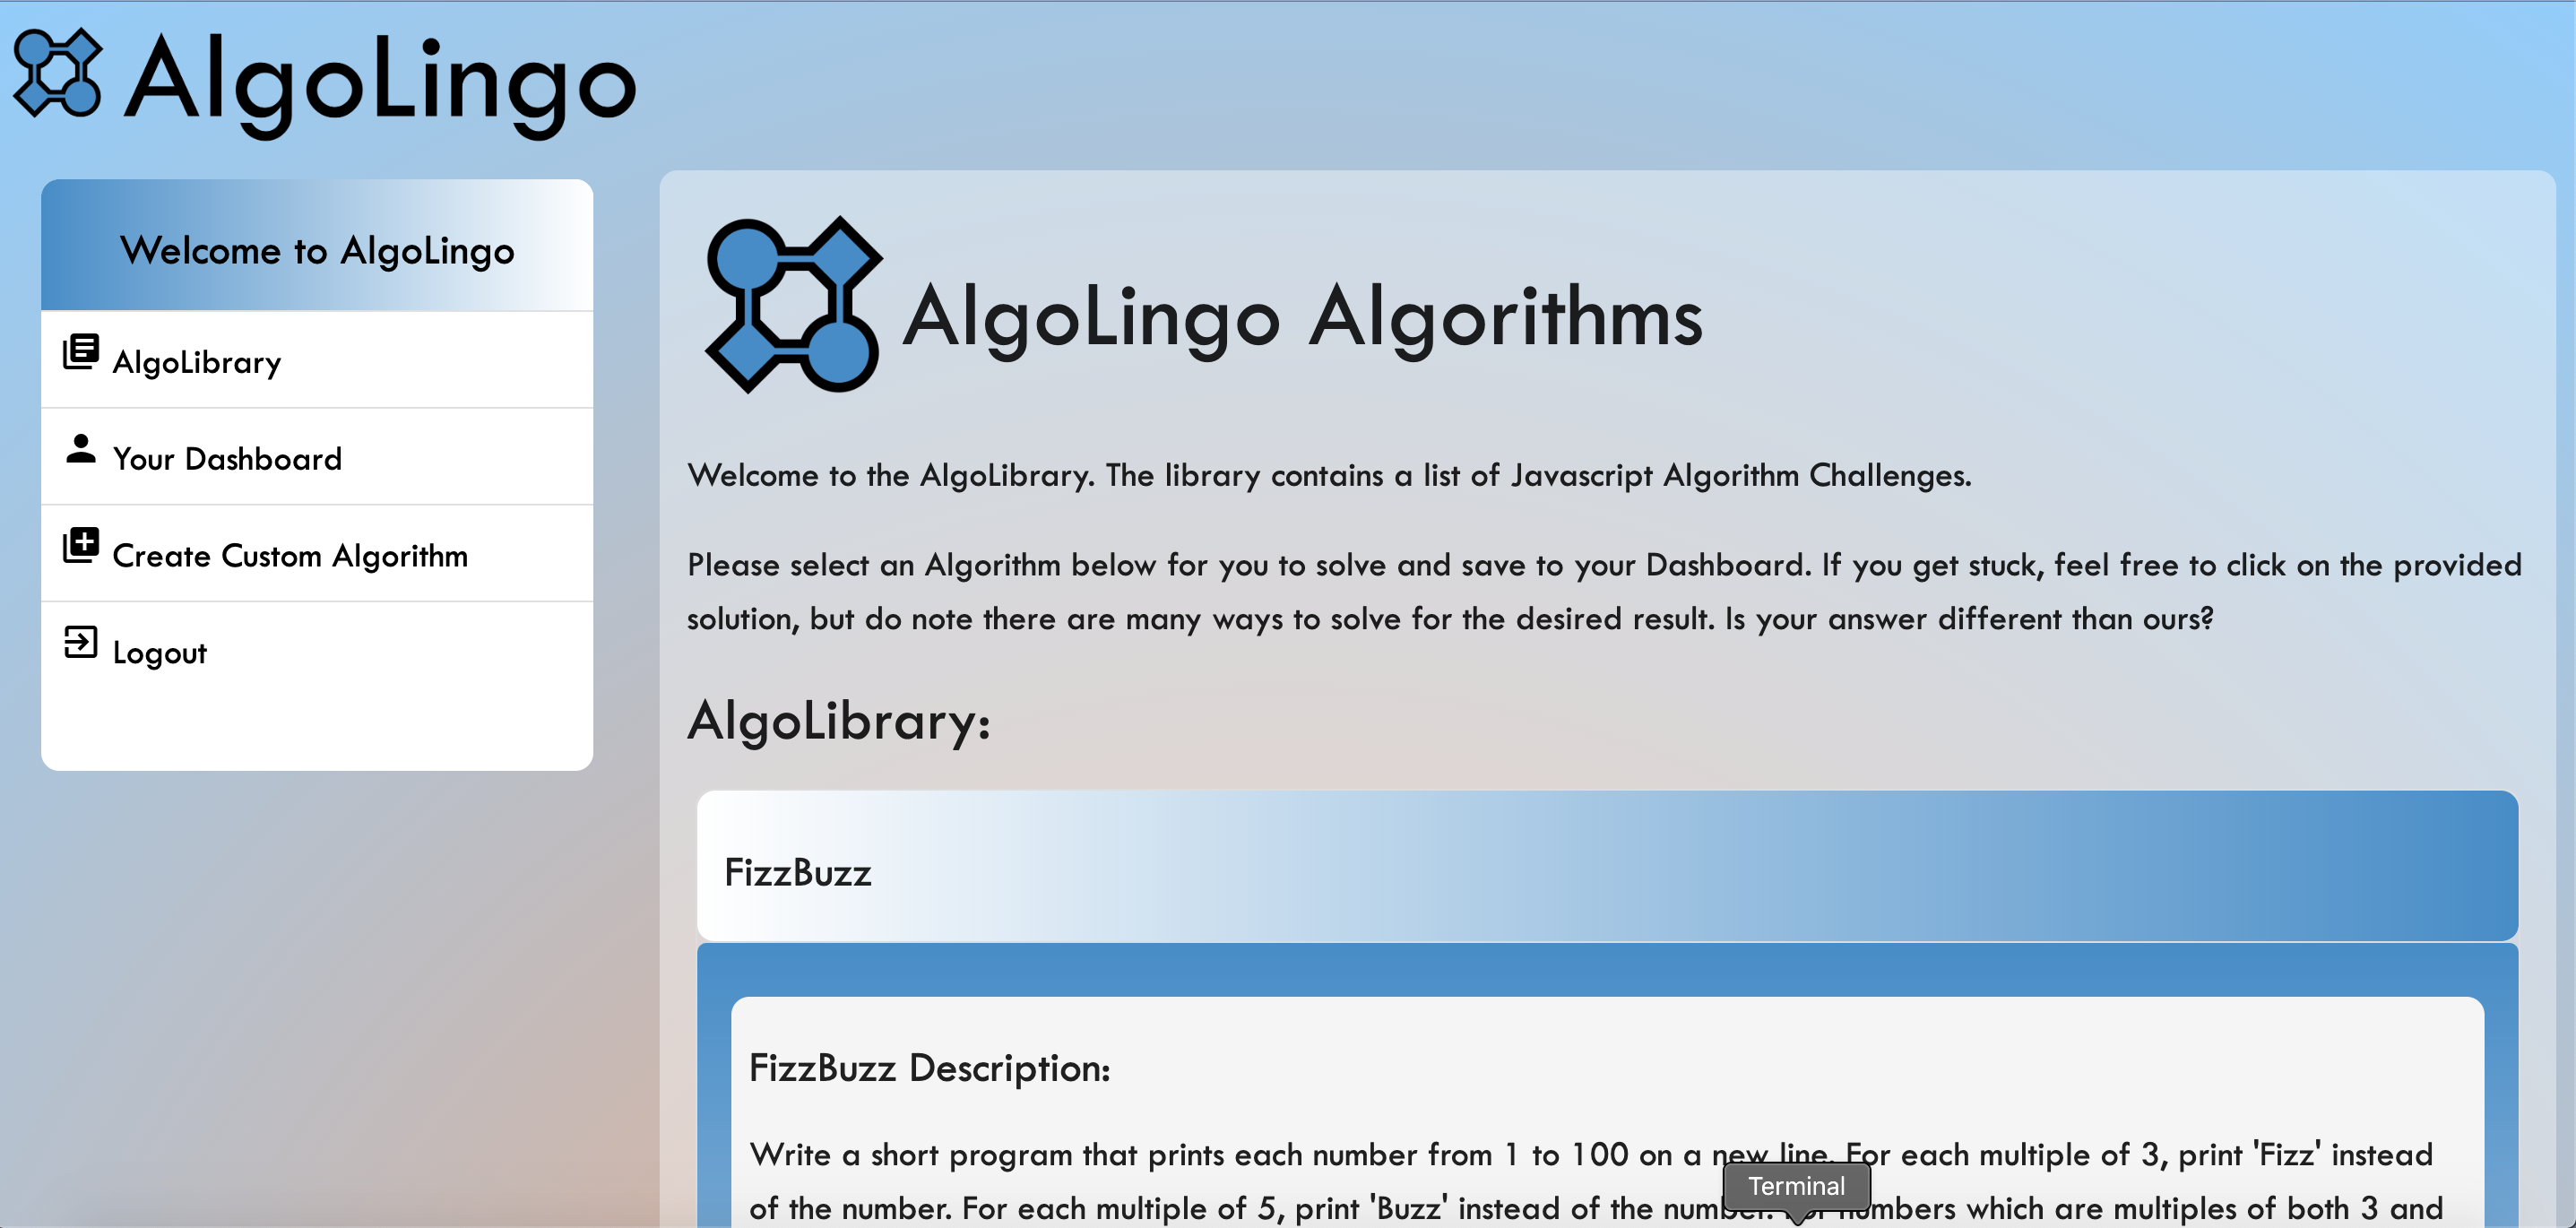 AlgoLingo
Welcome to AlgoLingo
AlgoLibrary
Your Dashboard
Create Custom Algorithm
Logout
AlgoLingo Algorithms
Welcome to the AlgoLibrary. The library contains a list of Javascript Algorithm Challenges.
Please select an Algorithm below for you to solve and save to your Dashboard. If you get stuck, feel free to click on the provided
solution, but do note there are many ways to solve for the desired result. Is your answer different than ours?
AlgoLibrary:
FizzBuzz
FizzBuzz Description:
Write a short program that prints each number from 1 to 100 on a new line. For each multiple of 3, print 'Fizz' instead
of the number. For each multiple of 5, print 'Buzz' instead of the number. For numbers which are multiples of both 3 and
Terminal